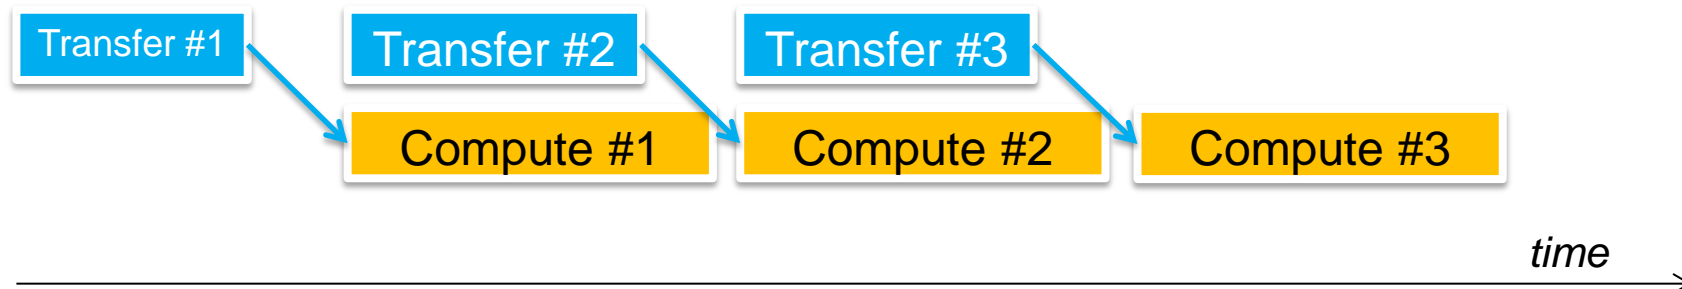 Transfer #1
Transfer #2
Transfer #3
Compute #1
Compute #2
Compute #3
time